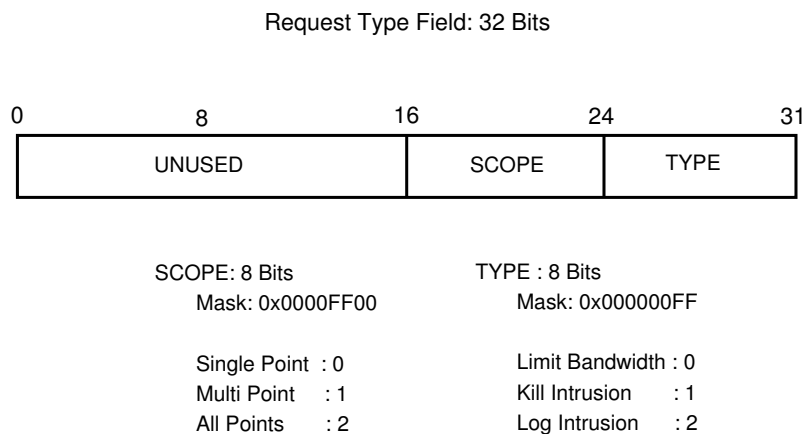 Request Type Field: 32 Bits
0 8 16 24 31
UNUSED SCOPE TYPE
SCOPE: 8 Bits TYPE : 8 Bits
Mask: 0x0000FF00 Mask: 0x000000FF
Single Point : 0 Limit Bandwidth : 0
Multi Point : 1 Kill Intrusion : 1
All Points : 2 Log Intrusion : 2